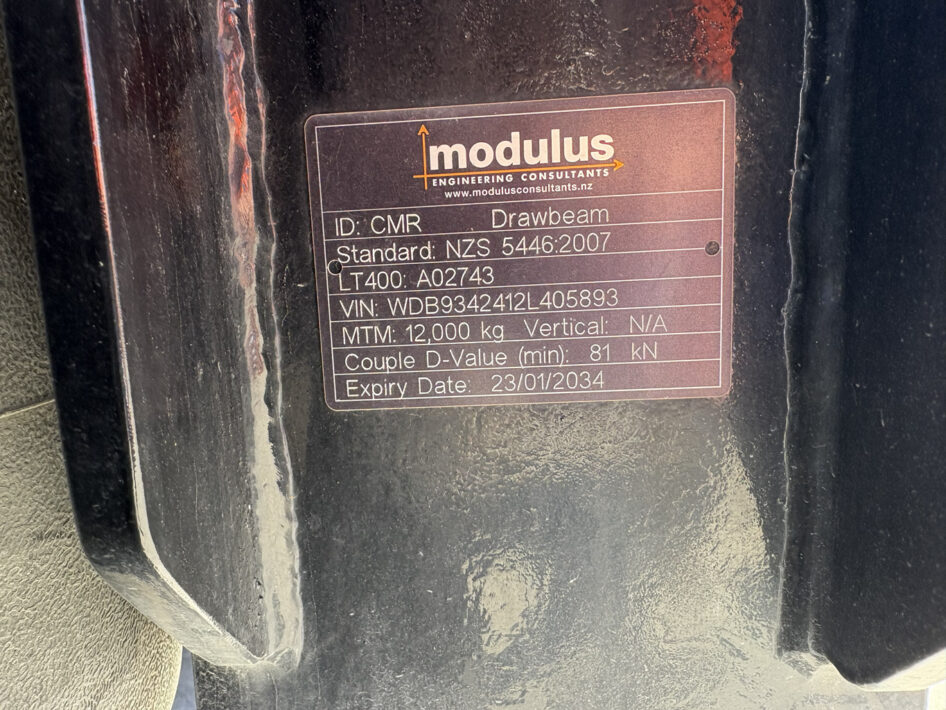 modulus
ENGINEERING CONSULTANTS
www.modulusconsultants.nz
ID: CMR Drawbeam
Standard: NZS 5446:2007
LT400: A02743
VIN: WDB9342412L405893
MTM: 12,000 kg Vertical: N/A
Couple D-Value (min): 81 kN
Expiry Date: 23/01/2034